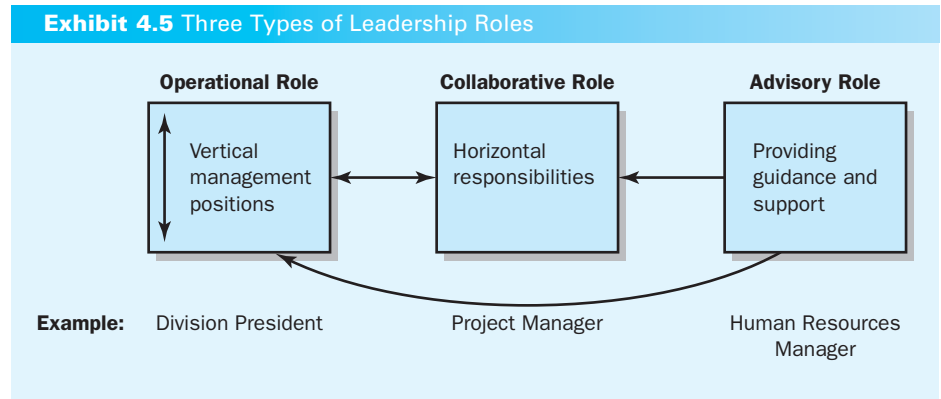 Exhibit 4.5 Three Types of Leadership Roles
Operational Role
Collaborative Role
Advisory Role
Vertical
management
positions
Horizontal
responsibilities
Providing
guidance and
support
Example:
Division President
Project Manager
Human Resources
Manager